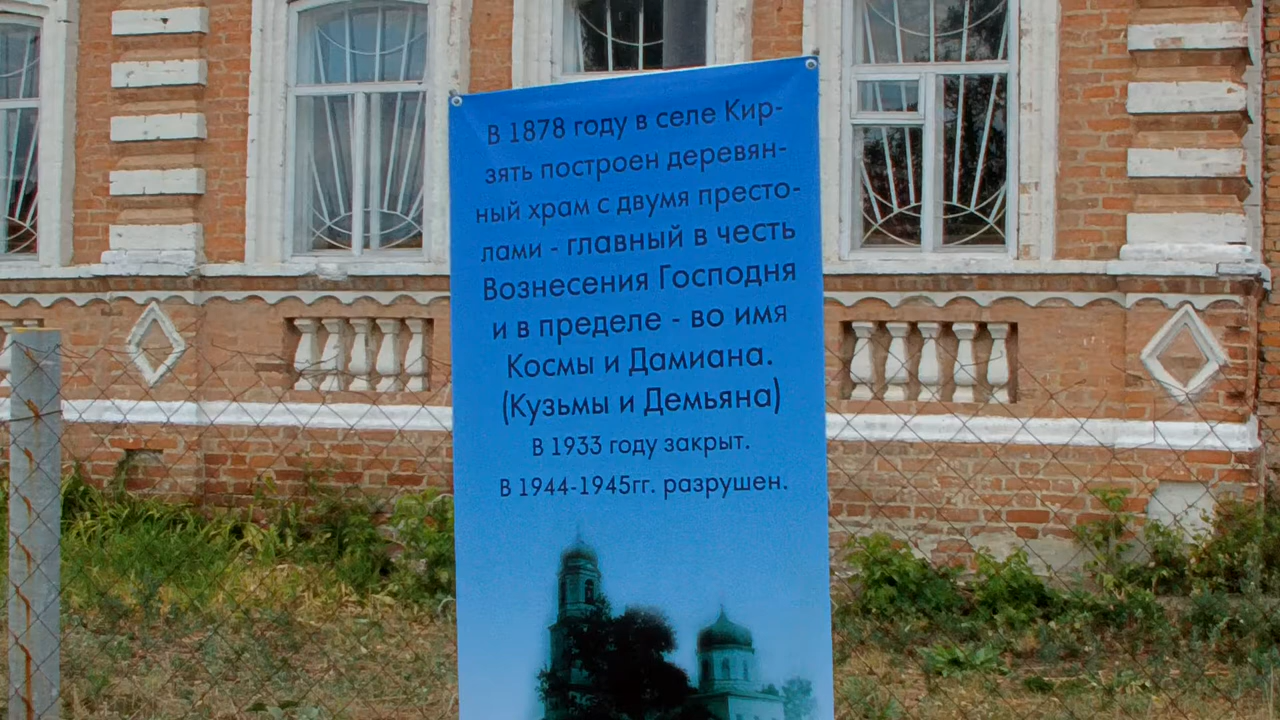 В 1878 году в селе Кир-
зять построен деревян-
ный храм с двумя престо-
лами - главный в честь
Вознесения Господня
и в пределе - во имя
Космы и Дамиана.
(Кузьмы и Демьяна)
В 1933 году закрыт.
В 1944-1945гг. разрушен.